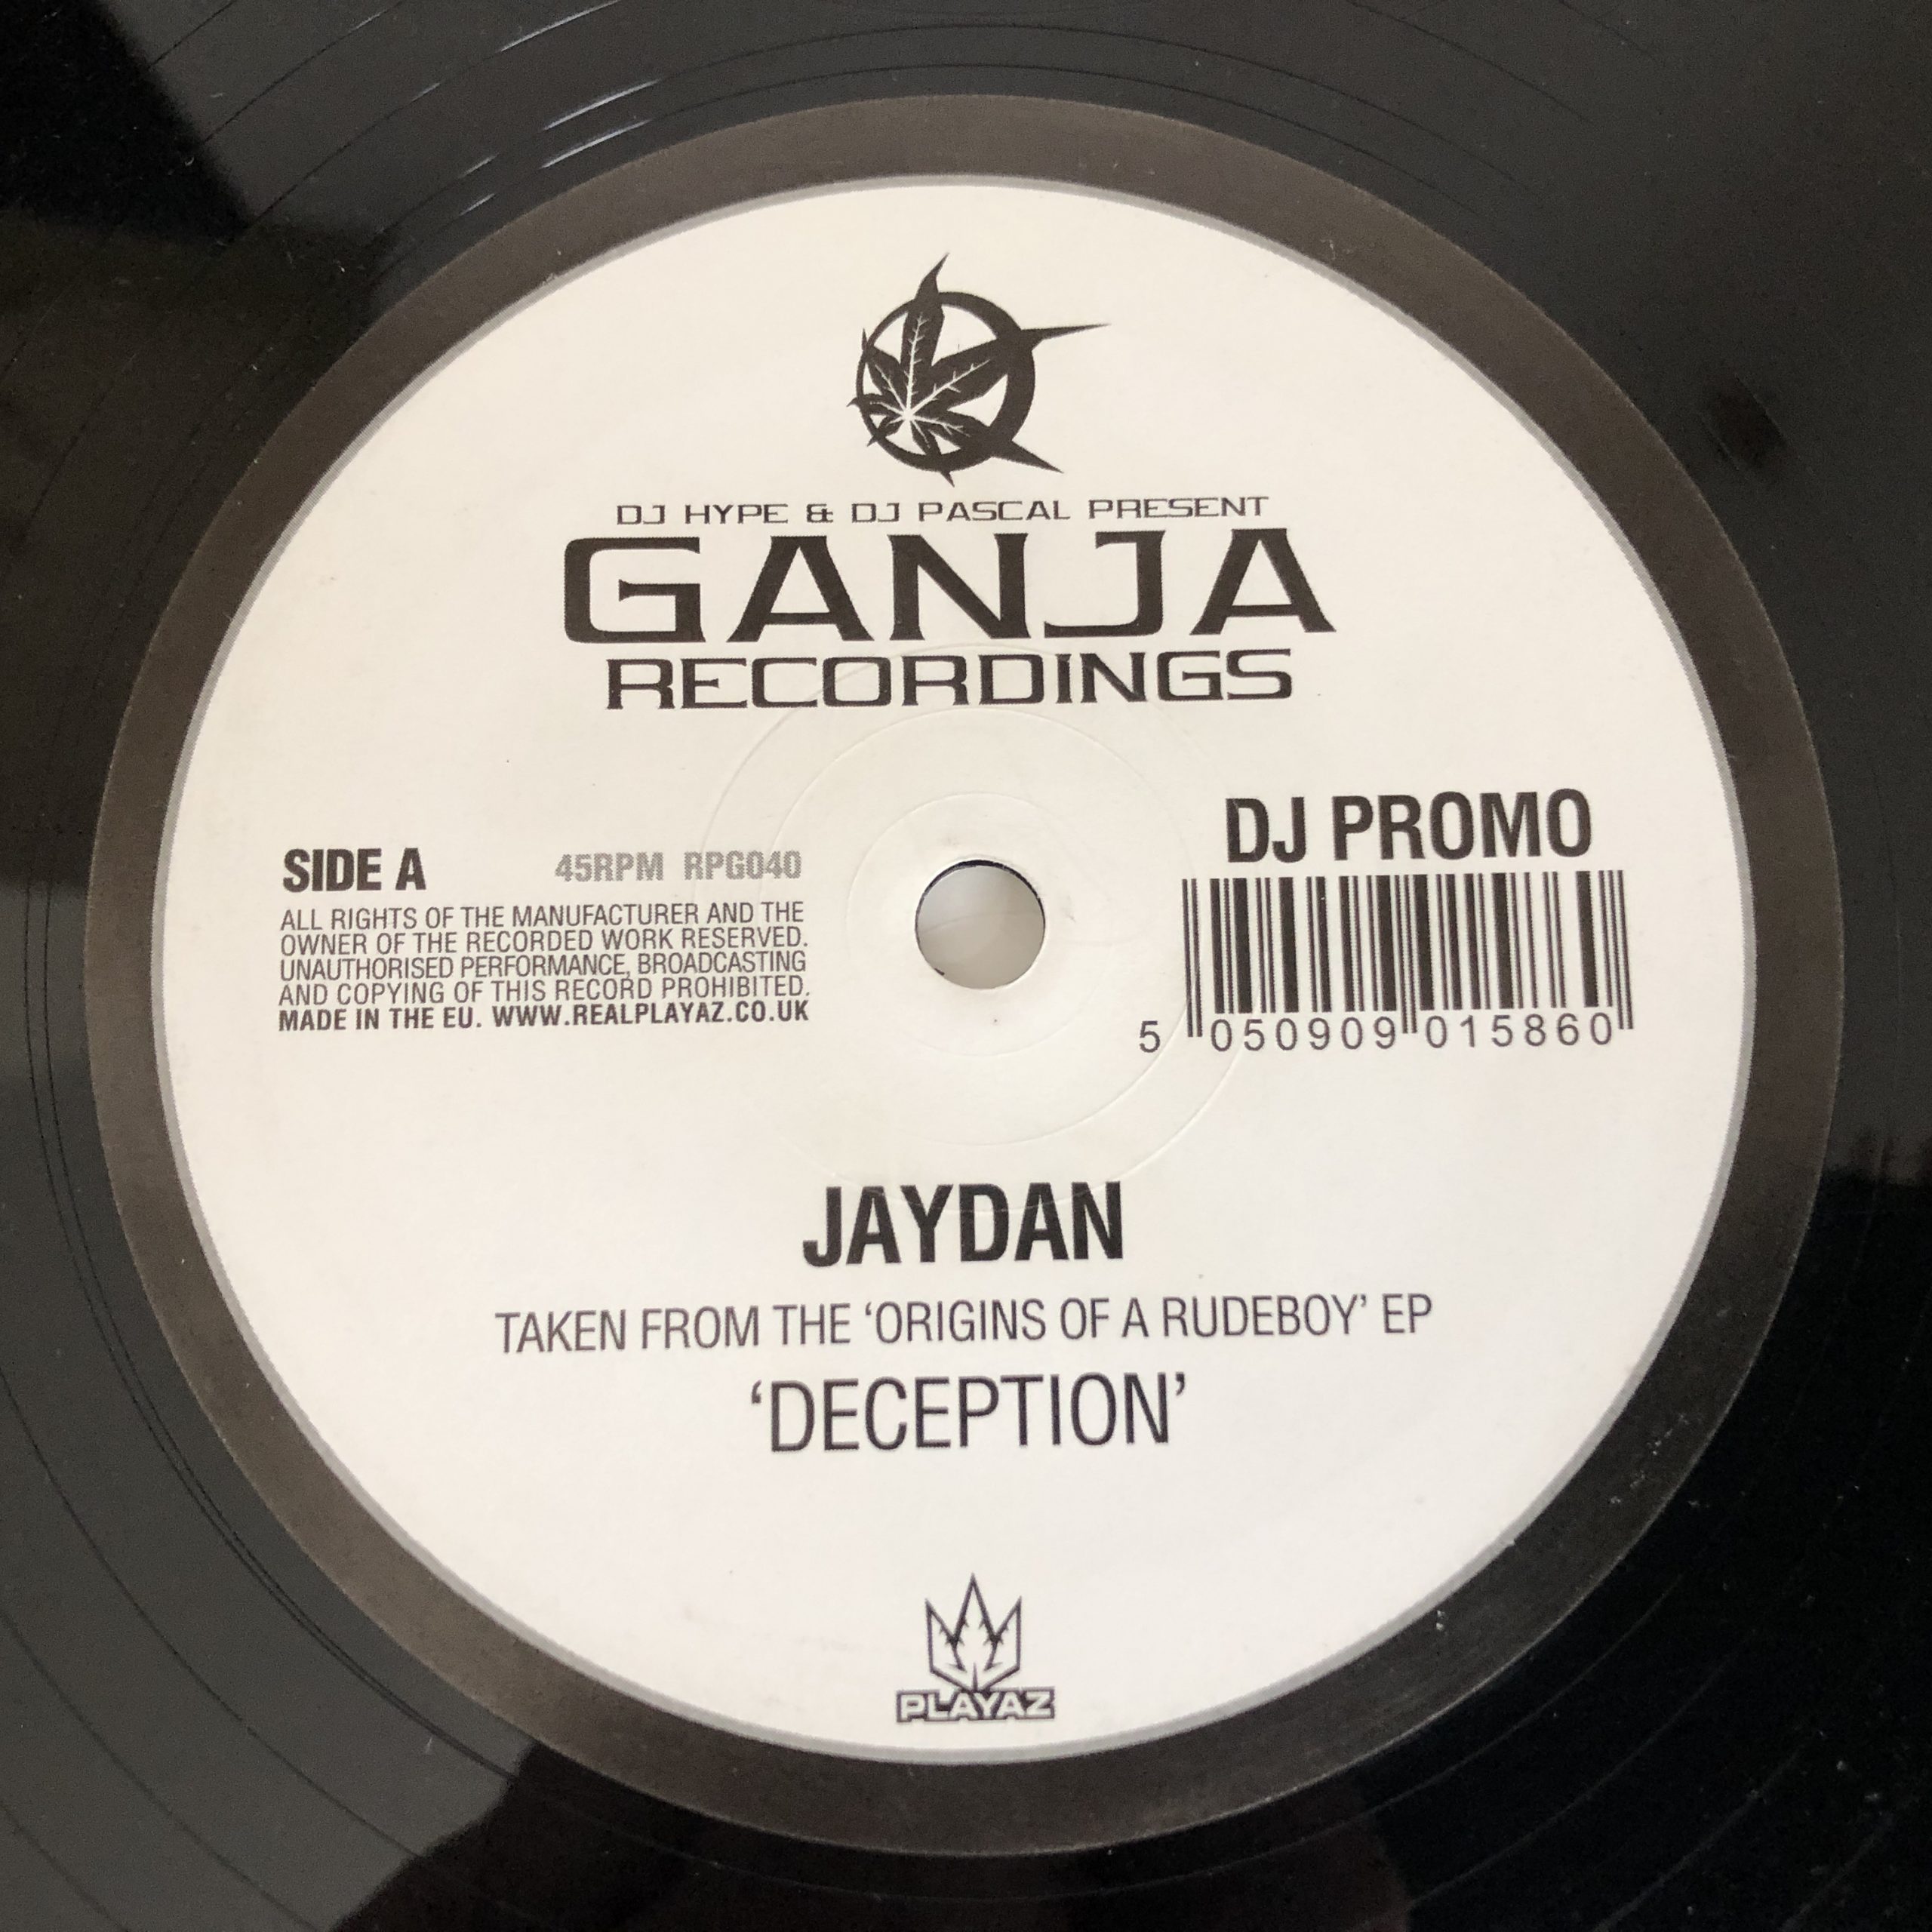 DJ HYPE & DJ PASCAL PRESENT
GANJA
RECORDINGS
SIDE A 45RPM RPG040
ALL RIGHTS OF THE MANUFACTURER AND THE
OWNER OF THE RECORDED WORK RESERVED.
UNAUTHORISED PERFORMANCE, BROADCASTING
AND COPYING OF THIS RECORD PROHIBITED.
MADE IN THE EU. WWW.REALPLAYAZ.CO.UK
DJ PROMO
5 050909 015860
JAYDAN
TAKEN FROM THE ‘ORIGINS OF A RUDEBOY’ EP
‘DECEPTION’
PLAYAZ